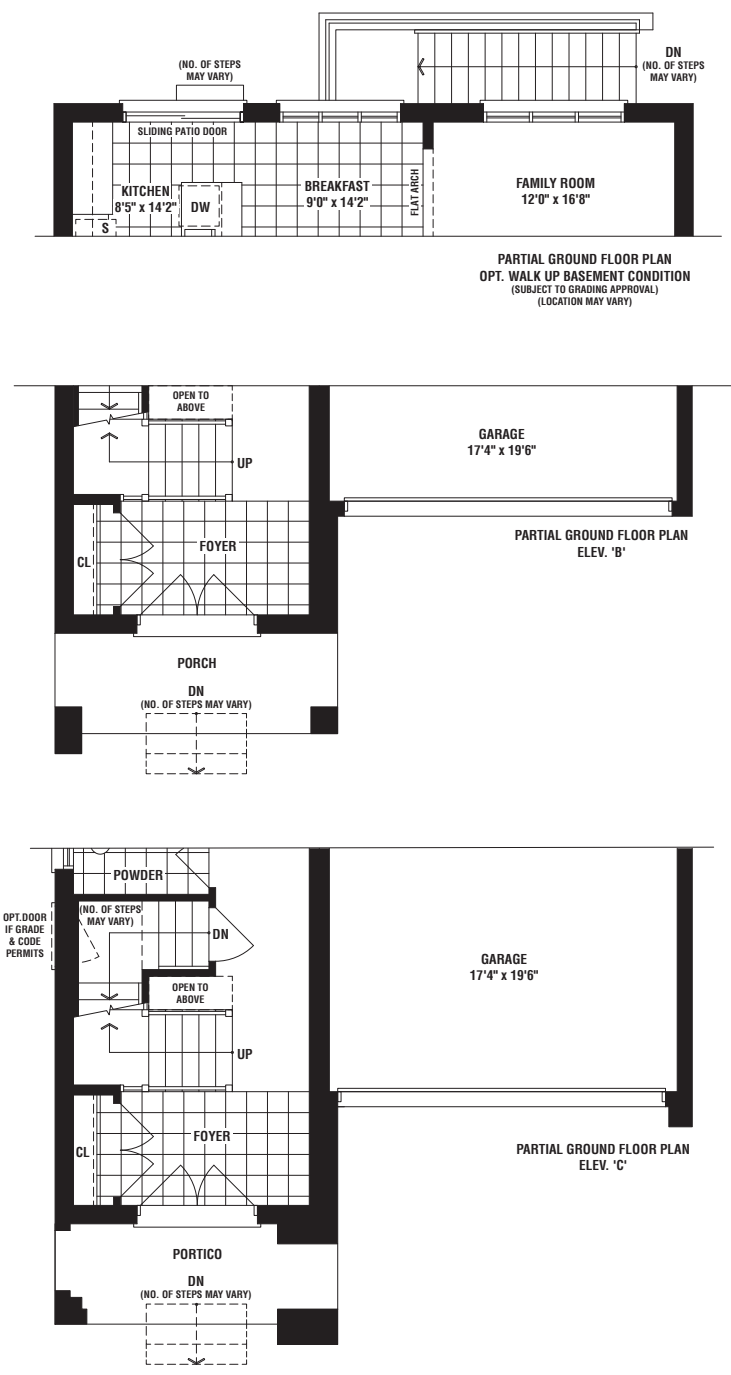 (NO. OF STEPS
MAY VARY)
DN
(NO. OF STEPS
MAY VARY)
SLIDING PATIO DOOR
KITCHEN
8'5" x 14'2"
DW
S
BREAKFAST
9'0" x 14'2"
FLAT ARCH
FAMILY ROOM
12'0" x 16'8"
PARTIAL GROUND FLOOR PLAN
OPT. WALK UP BASEMENT CONDITION
(SUBJECT TO GRADING APPROVAL)
(LOCATION MAY VARY)
OPEN TO
ABOVE
UP
GARAGE
17'4" x 19'6"
FOYER
CL
PARTIAL GROUND FLOOR PLAN
ELEV. 'B'
PORCH
DN
(NO. OF STEPS MAY VARY)
POWDER
(NO. OF STEPS
MAY VARY)
OPT.DOOR
IF GRADE
& CODE
PERMITS
DN
OPEN TO
ABOVE
UP
GARAGE
17'4" x 19'6"
FOYER
CL
PARTIAL GROUND FLOOR PLAN
ELEV. 'C'
PORTICO
DN
(NO. OF STEPS MAY VARY)